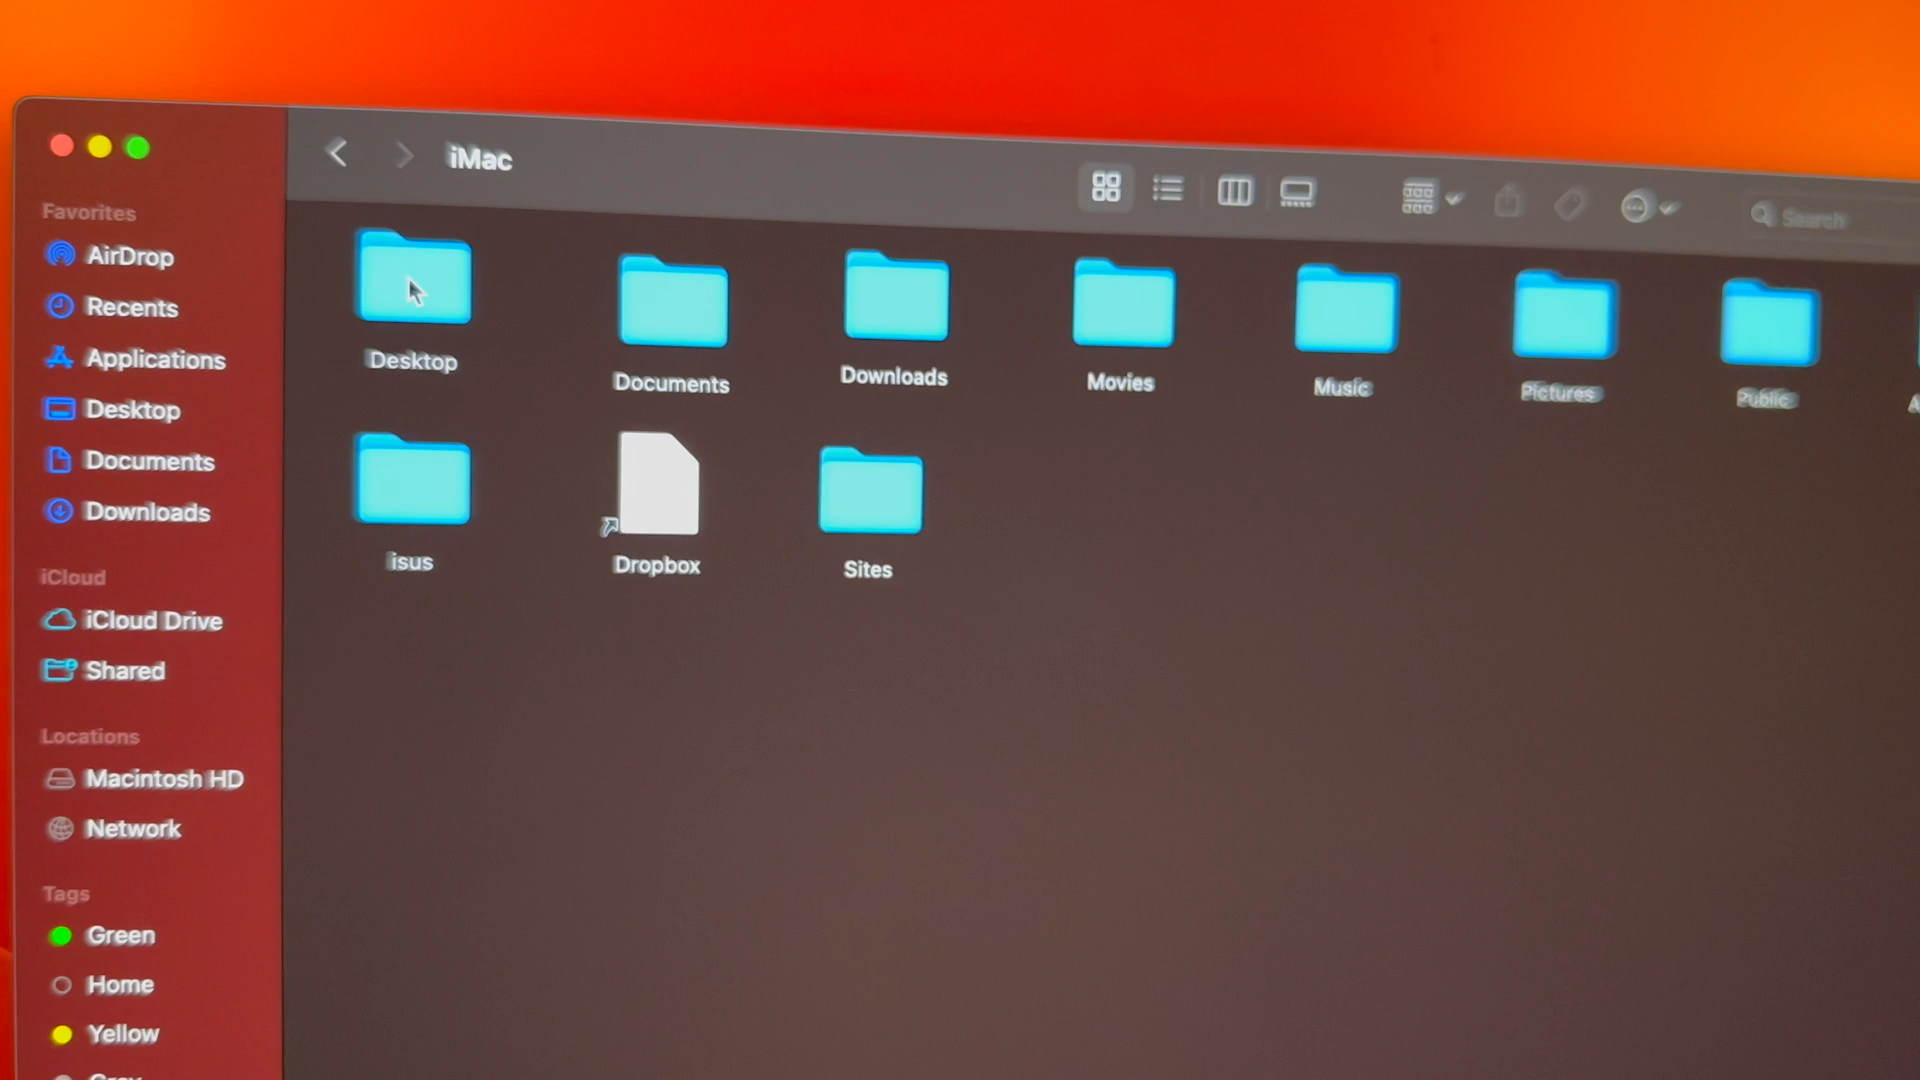 iMac
Search
Favorites
AirDrop
Recents
Applications
Desktop
Documents
Downloads
iCloud
iCloud Drive
Shared
Locations
Macintosh HD
Network
Tags
Green
Home
Yellow
Desktop
Documents
Downloads
Movies
Music
Pictures
Public
isus
Dropbox
Sites